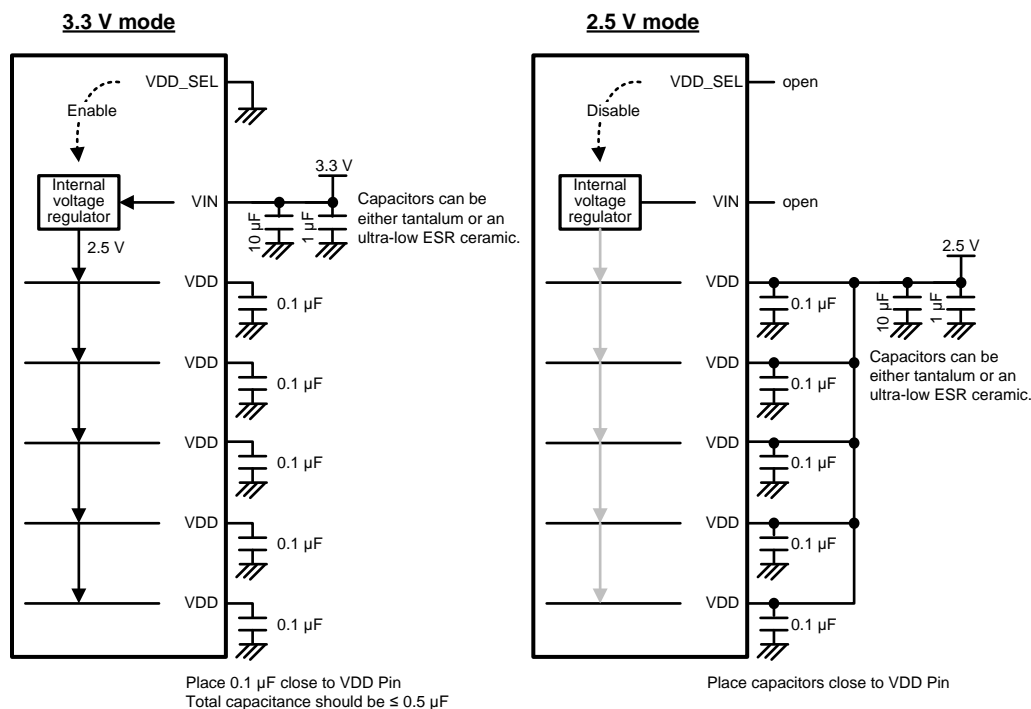 3.3 V mode
VDD_SEL
Enable
Internal
voltage
regulator
VIN
3.3 V
10 µF
1 µF
Capacitors can be
either tantalum or an
ultra-low ESR ceramic.
2.5 V
VDD
0.1 µF
VDD
0.1 µF
VDD
0.1 µF
VDD
0.1 µF
VDD
0.1 µF
Place 0.1 µF close to VDD Pin
Total capacitance should be ≤ 0.5 µF
2.5 V mode
VDD_SEL
open
Disable
Internal
voltage
regulator
VIN
open
2.5 V
VDD
0.1 µF
10 µF
1 µF
Capacitors can be
either tantalum or an
ultra-low ESR ceramic.
VDD
0.1 µF
VDD
0.1 µF
VDD
0.1 µF
VDD
0.1 µF
Place capacitors close to VDD Pin